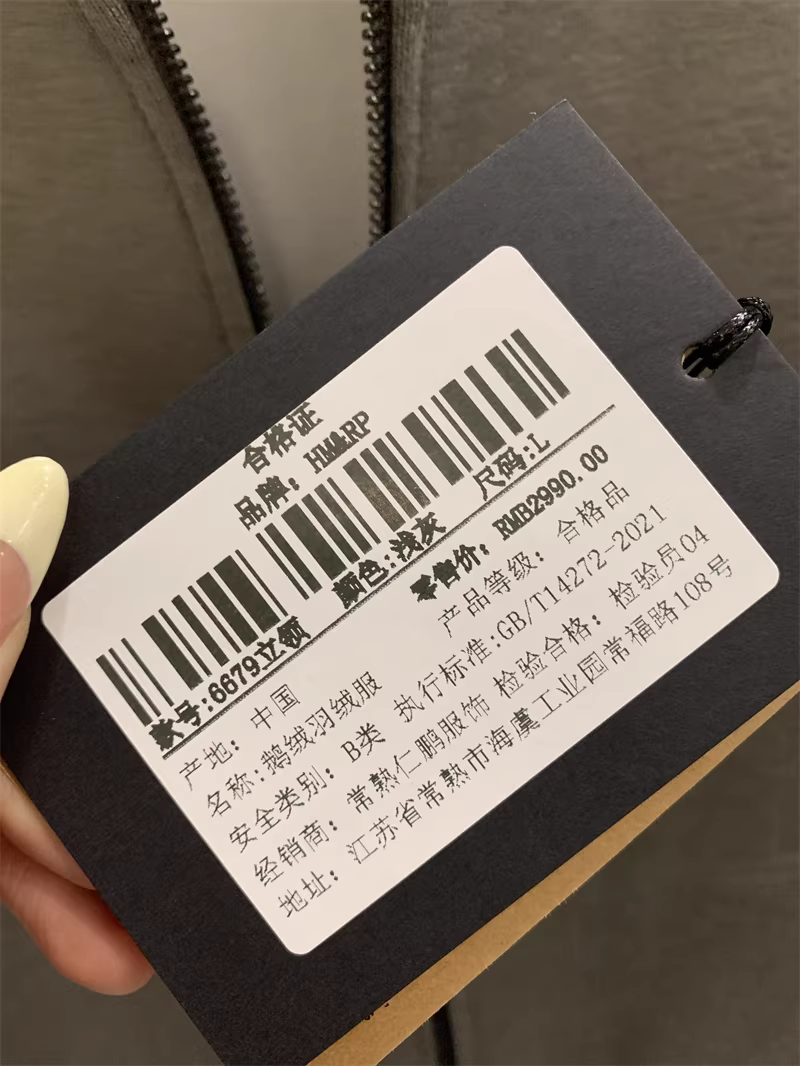 合格证
品牌: HM&RP
款号:6679立领 颜色:浅灰 尺码:L
产地: 中国 零售价: RMB2990.00
名称:鹅绒羽绒服 产品等级: 合格品
安全类别: B类 执行标准:GB/T14272-2021
经销商: 常熟仁鹏服饰 检验合格: 检验员04
地址: 江苏省常熟市海虞工业园常福路108号